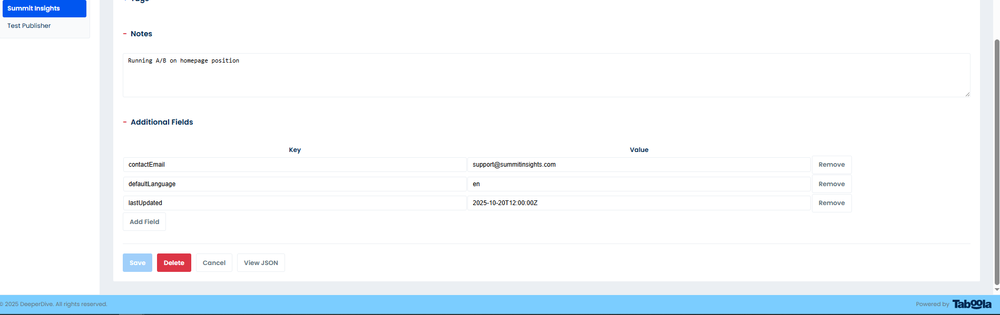 Summit Insights
Test Publisher
Tags
- Notes
Running A/B on homepage position
- Additional Fields
Key Value
contactEmail support@summitinsights.com Remove
defaultLanguage en Remove
lastUpdated 2025-10-20T12:00:00Z Remove
Add Field
Save Delete Cancel View JSON
© 2025 DeeperDive. All rights reserved. Powered by Taboola